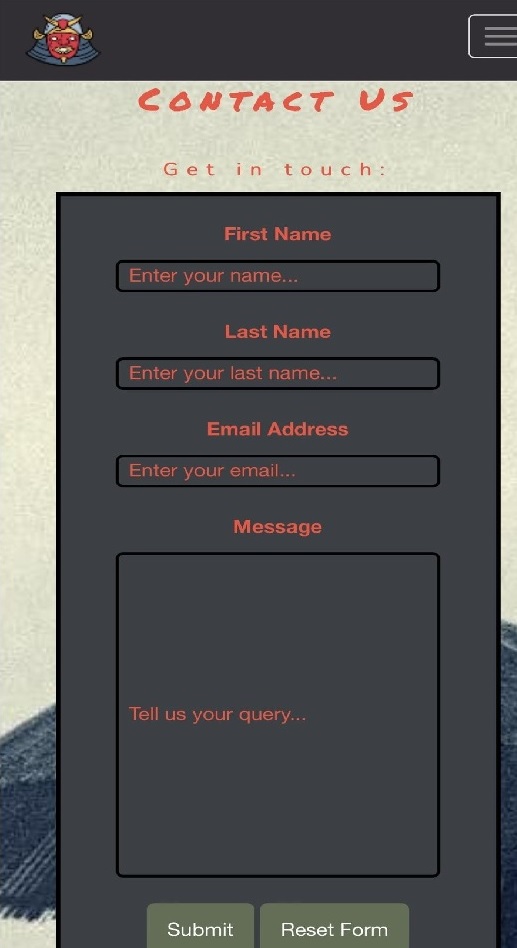 Contact Us
Get in touch:
First Name
Enter your name...
Last Name
Enter your last name...
Email Address
Enter your email...
Message
Tell us your query...
Submit Reset Form